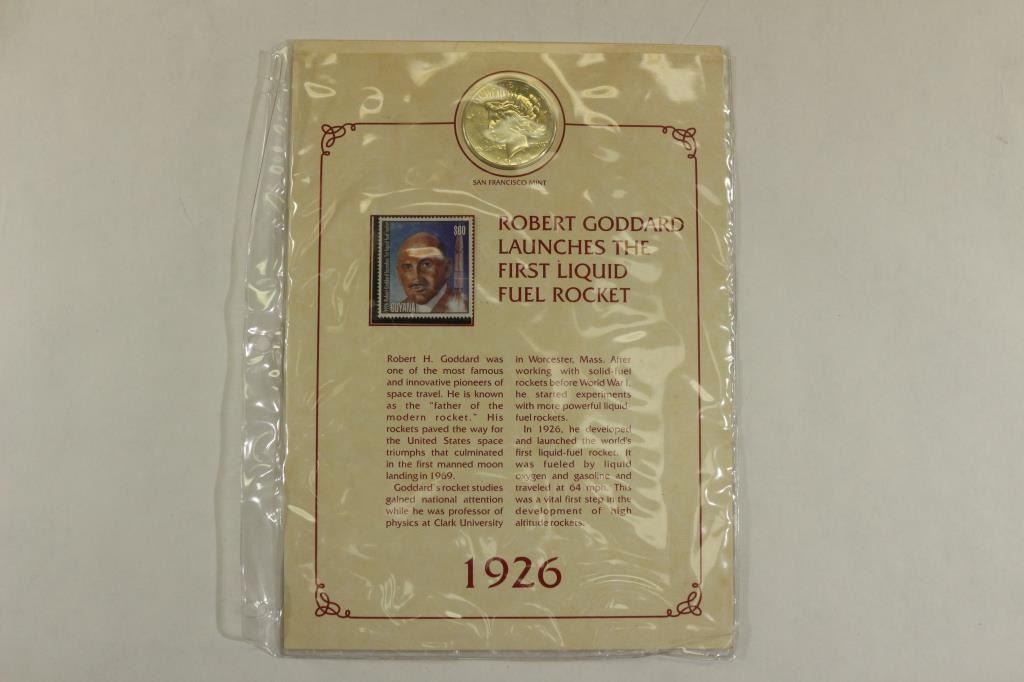 SAN FRANCISCO MINT
$60
GUYANA
ROBERT GODDARD
LAUNCHES THE
FIRST LIQUID
FUEL ROCKET
Robert H. Goddard was
one of the most famous
and innovative pioneers of
space travel. He is known
as the "father of the
modern rocket." His
rockets paved the way for
the United States space
triumphs that culminated
in the first manned moon
landing in 1969.
Goddard's rocket studies
gained national attention
while he was professor of
physics at Clark University
in Worcester, Mass. After
working with solid-fuel
rockets before World War I,
he started experiments
with more powerful liquid-
fuel rockets.
In 1926, he developed
and launched the world's
first liquid-fuel rocket. It
was fueled by liquid
oxygen and gasoline and
traveled at 64 mph. This
was a vital first step in the
development of high
altitude rockets.
1926